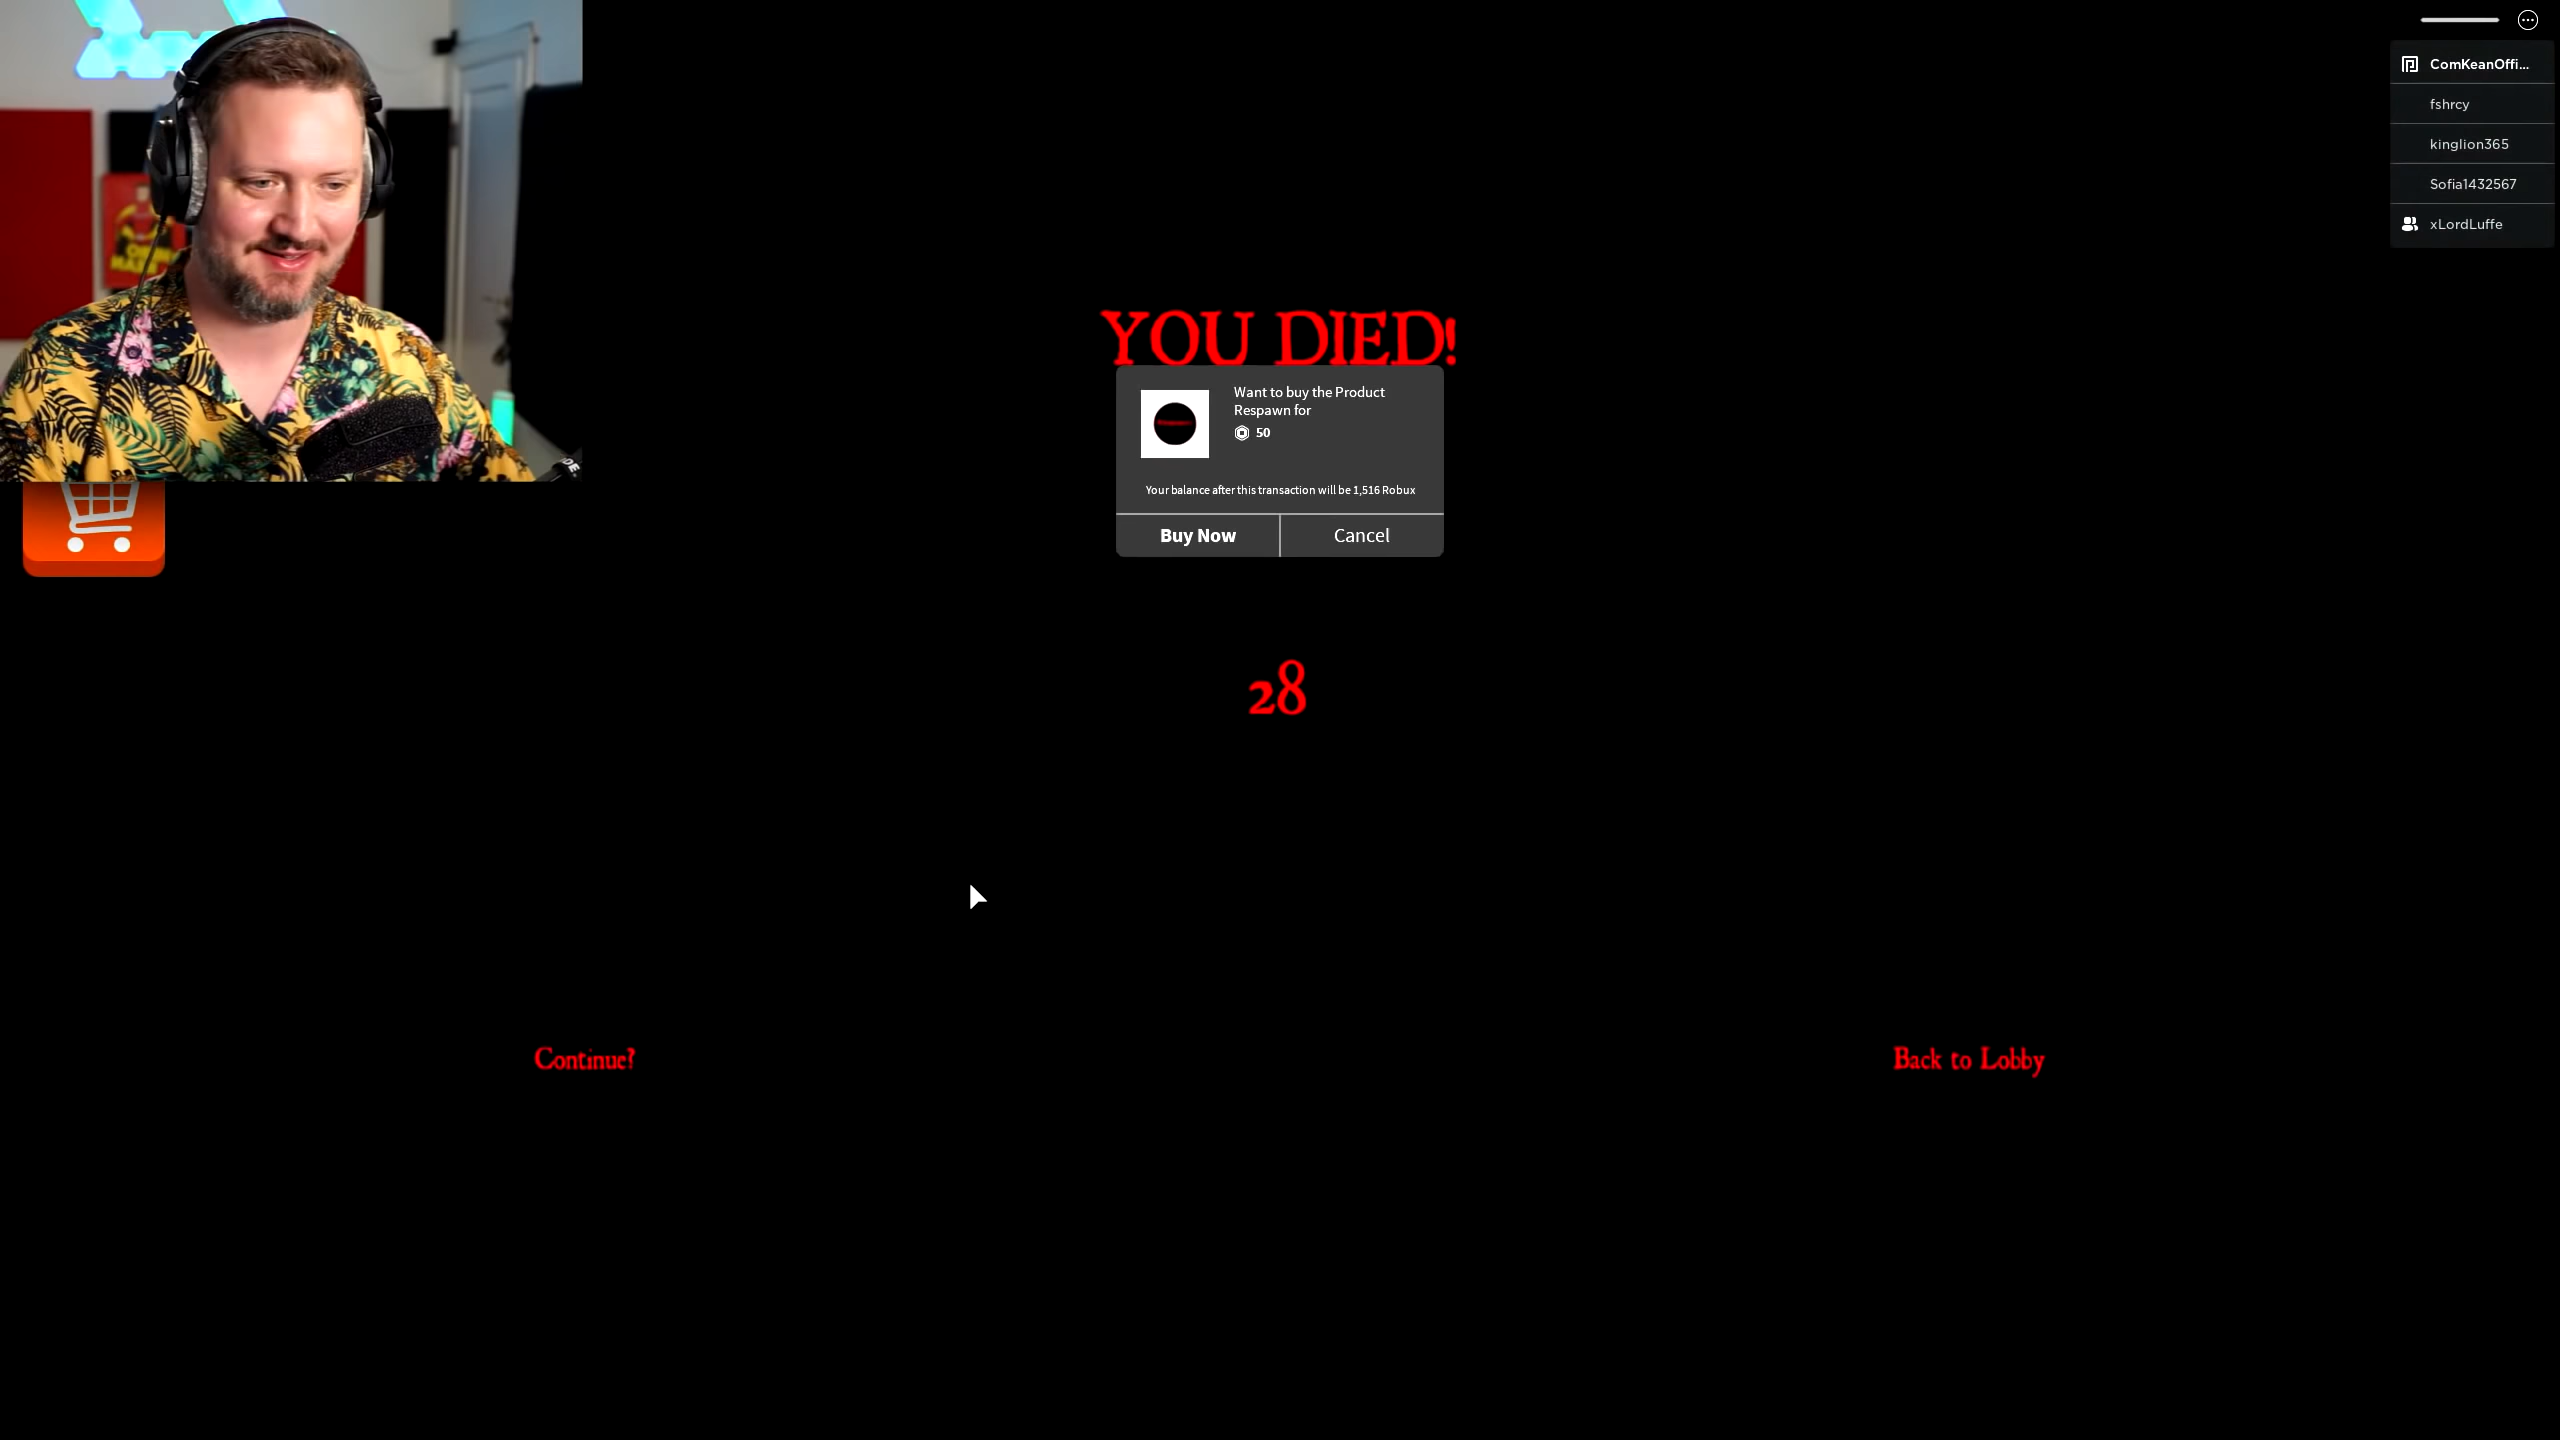 ComKeanOffi...
fshrcy
kinglion365
Sofia1432567
xLordLuffe
YOU DIED!
Want to buy the Product
Respawn for
50
Your balance after this transaction will be 1,516 Robux
Buy Now
Cancel
28
Continue?
Back to Lobby